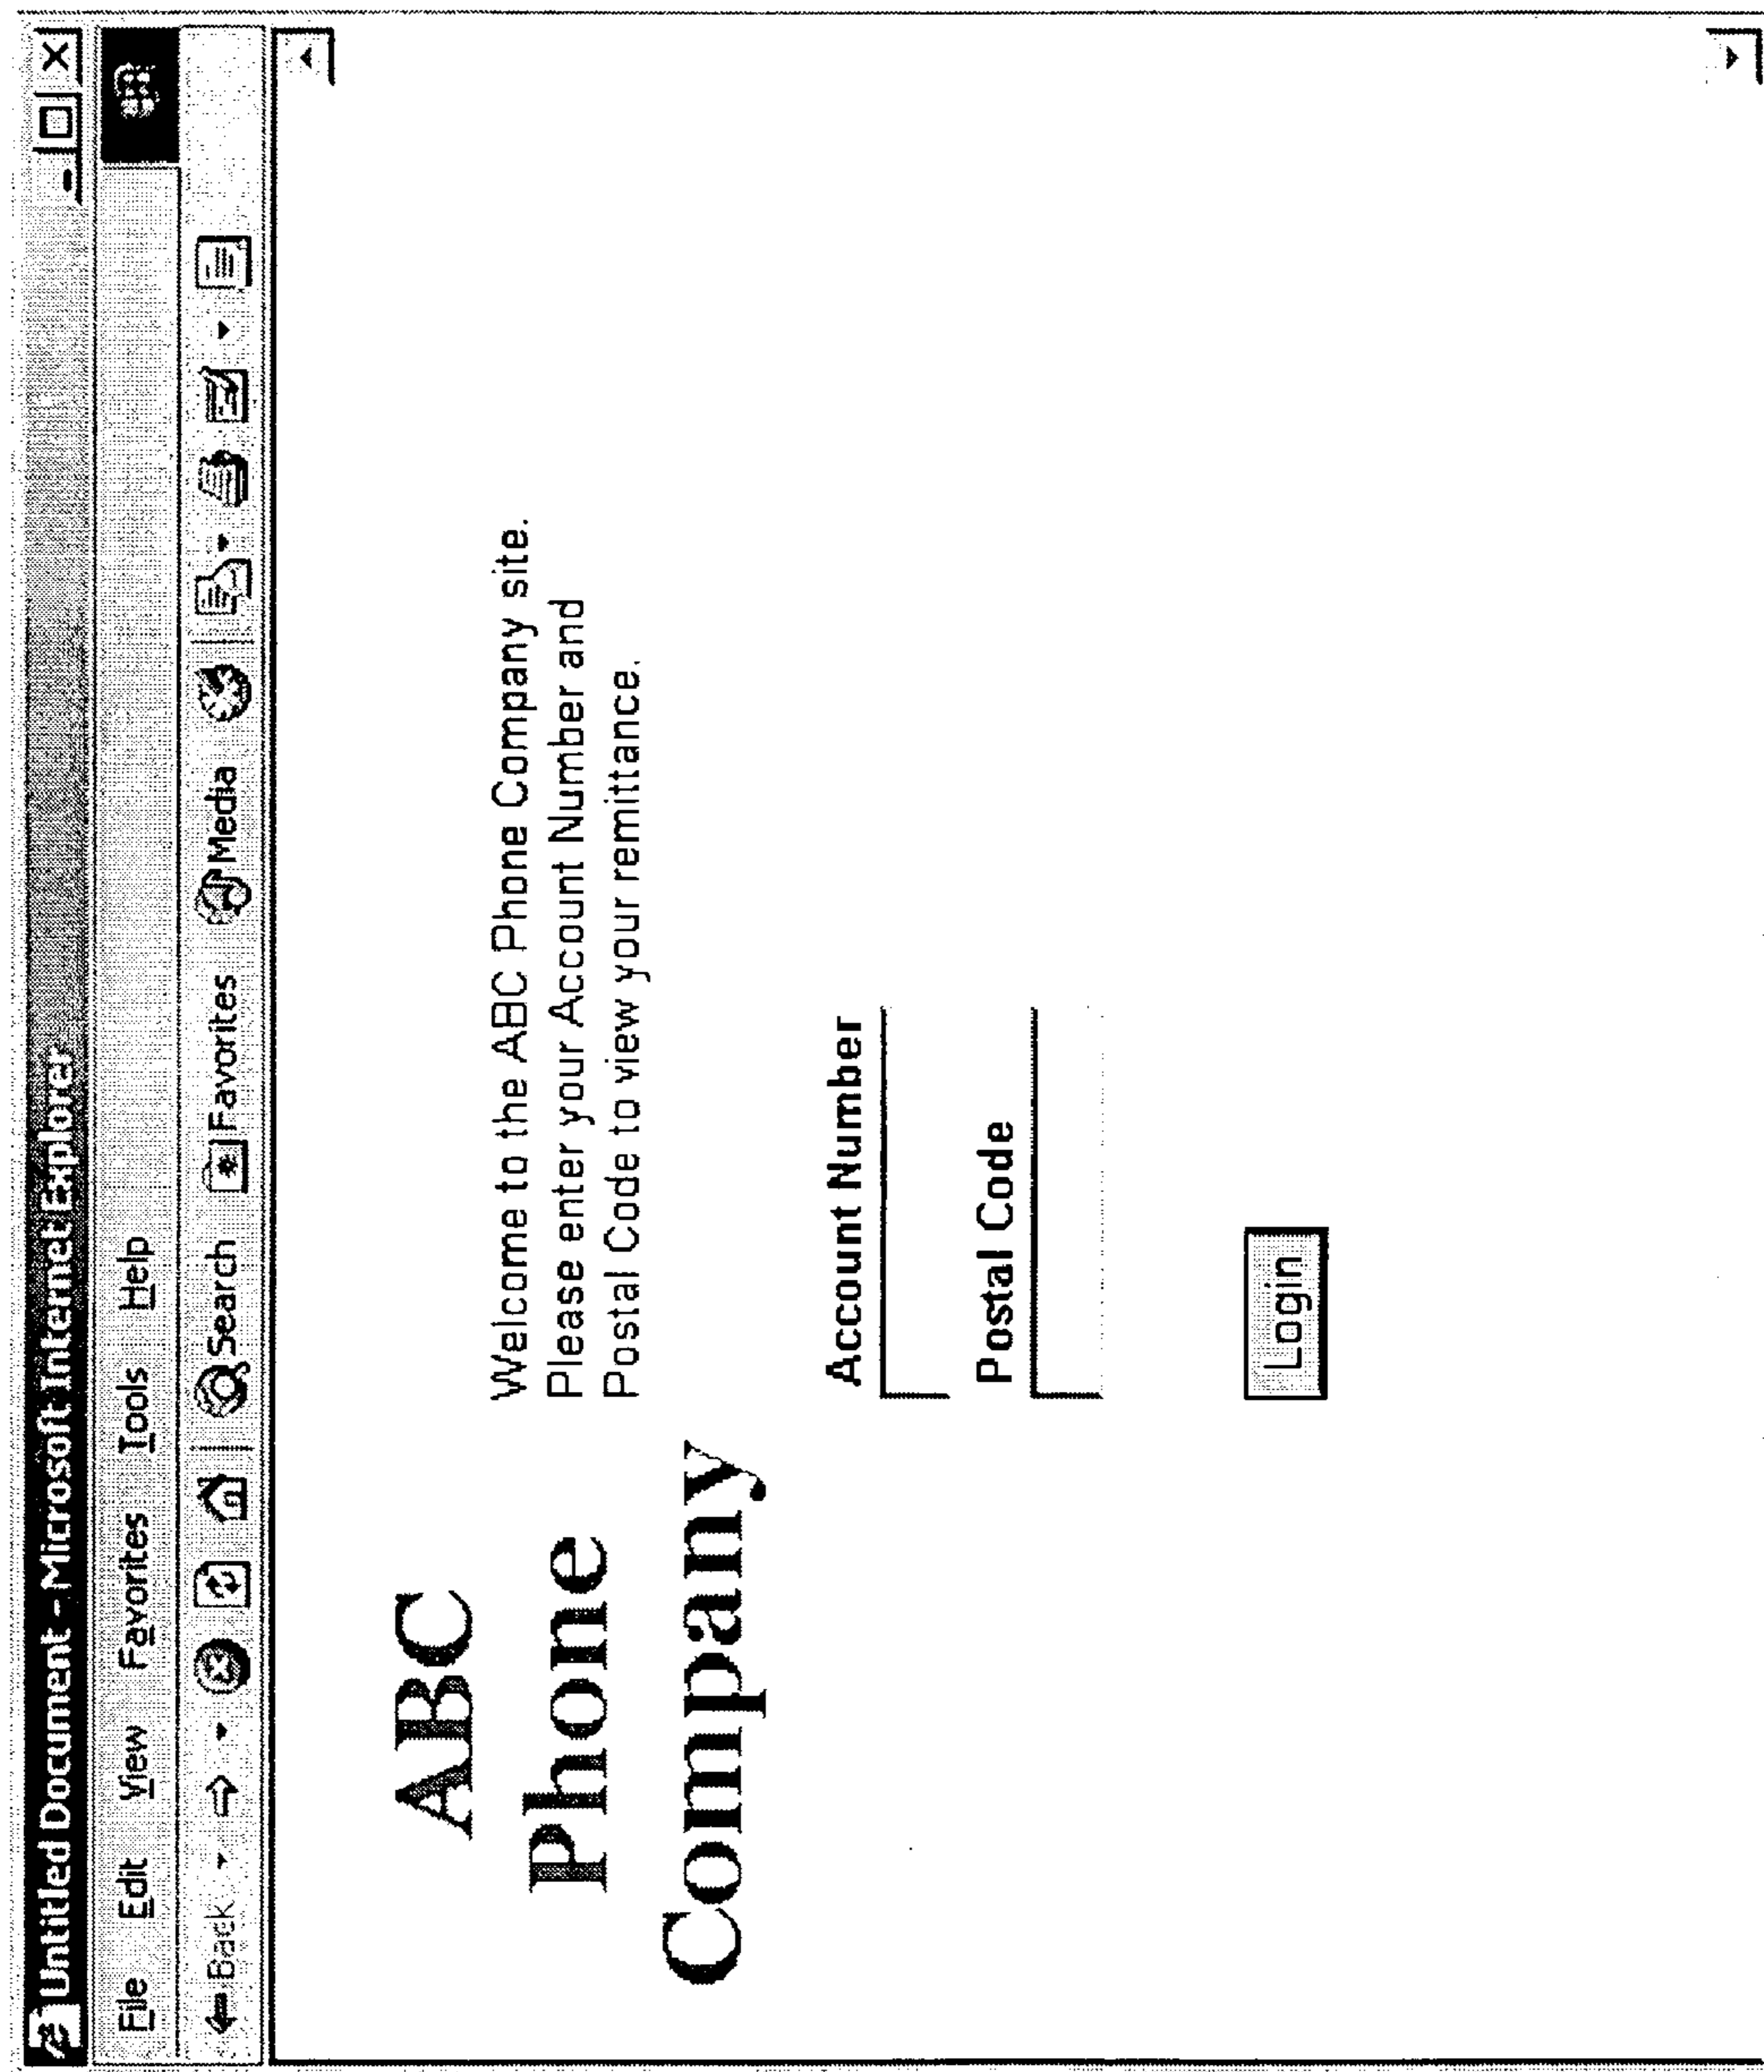 Untitled Document - Microsoft Internet Explorer
File Edit View Favorites Tools Help
Back Search Favorites Media
ABC
Phone
Company
Welcome to the ABC Phone Company site.
Please enter your Account Number and
Postal Code to view your remittance.
Account Number
Postal Code
Login